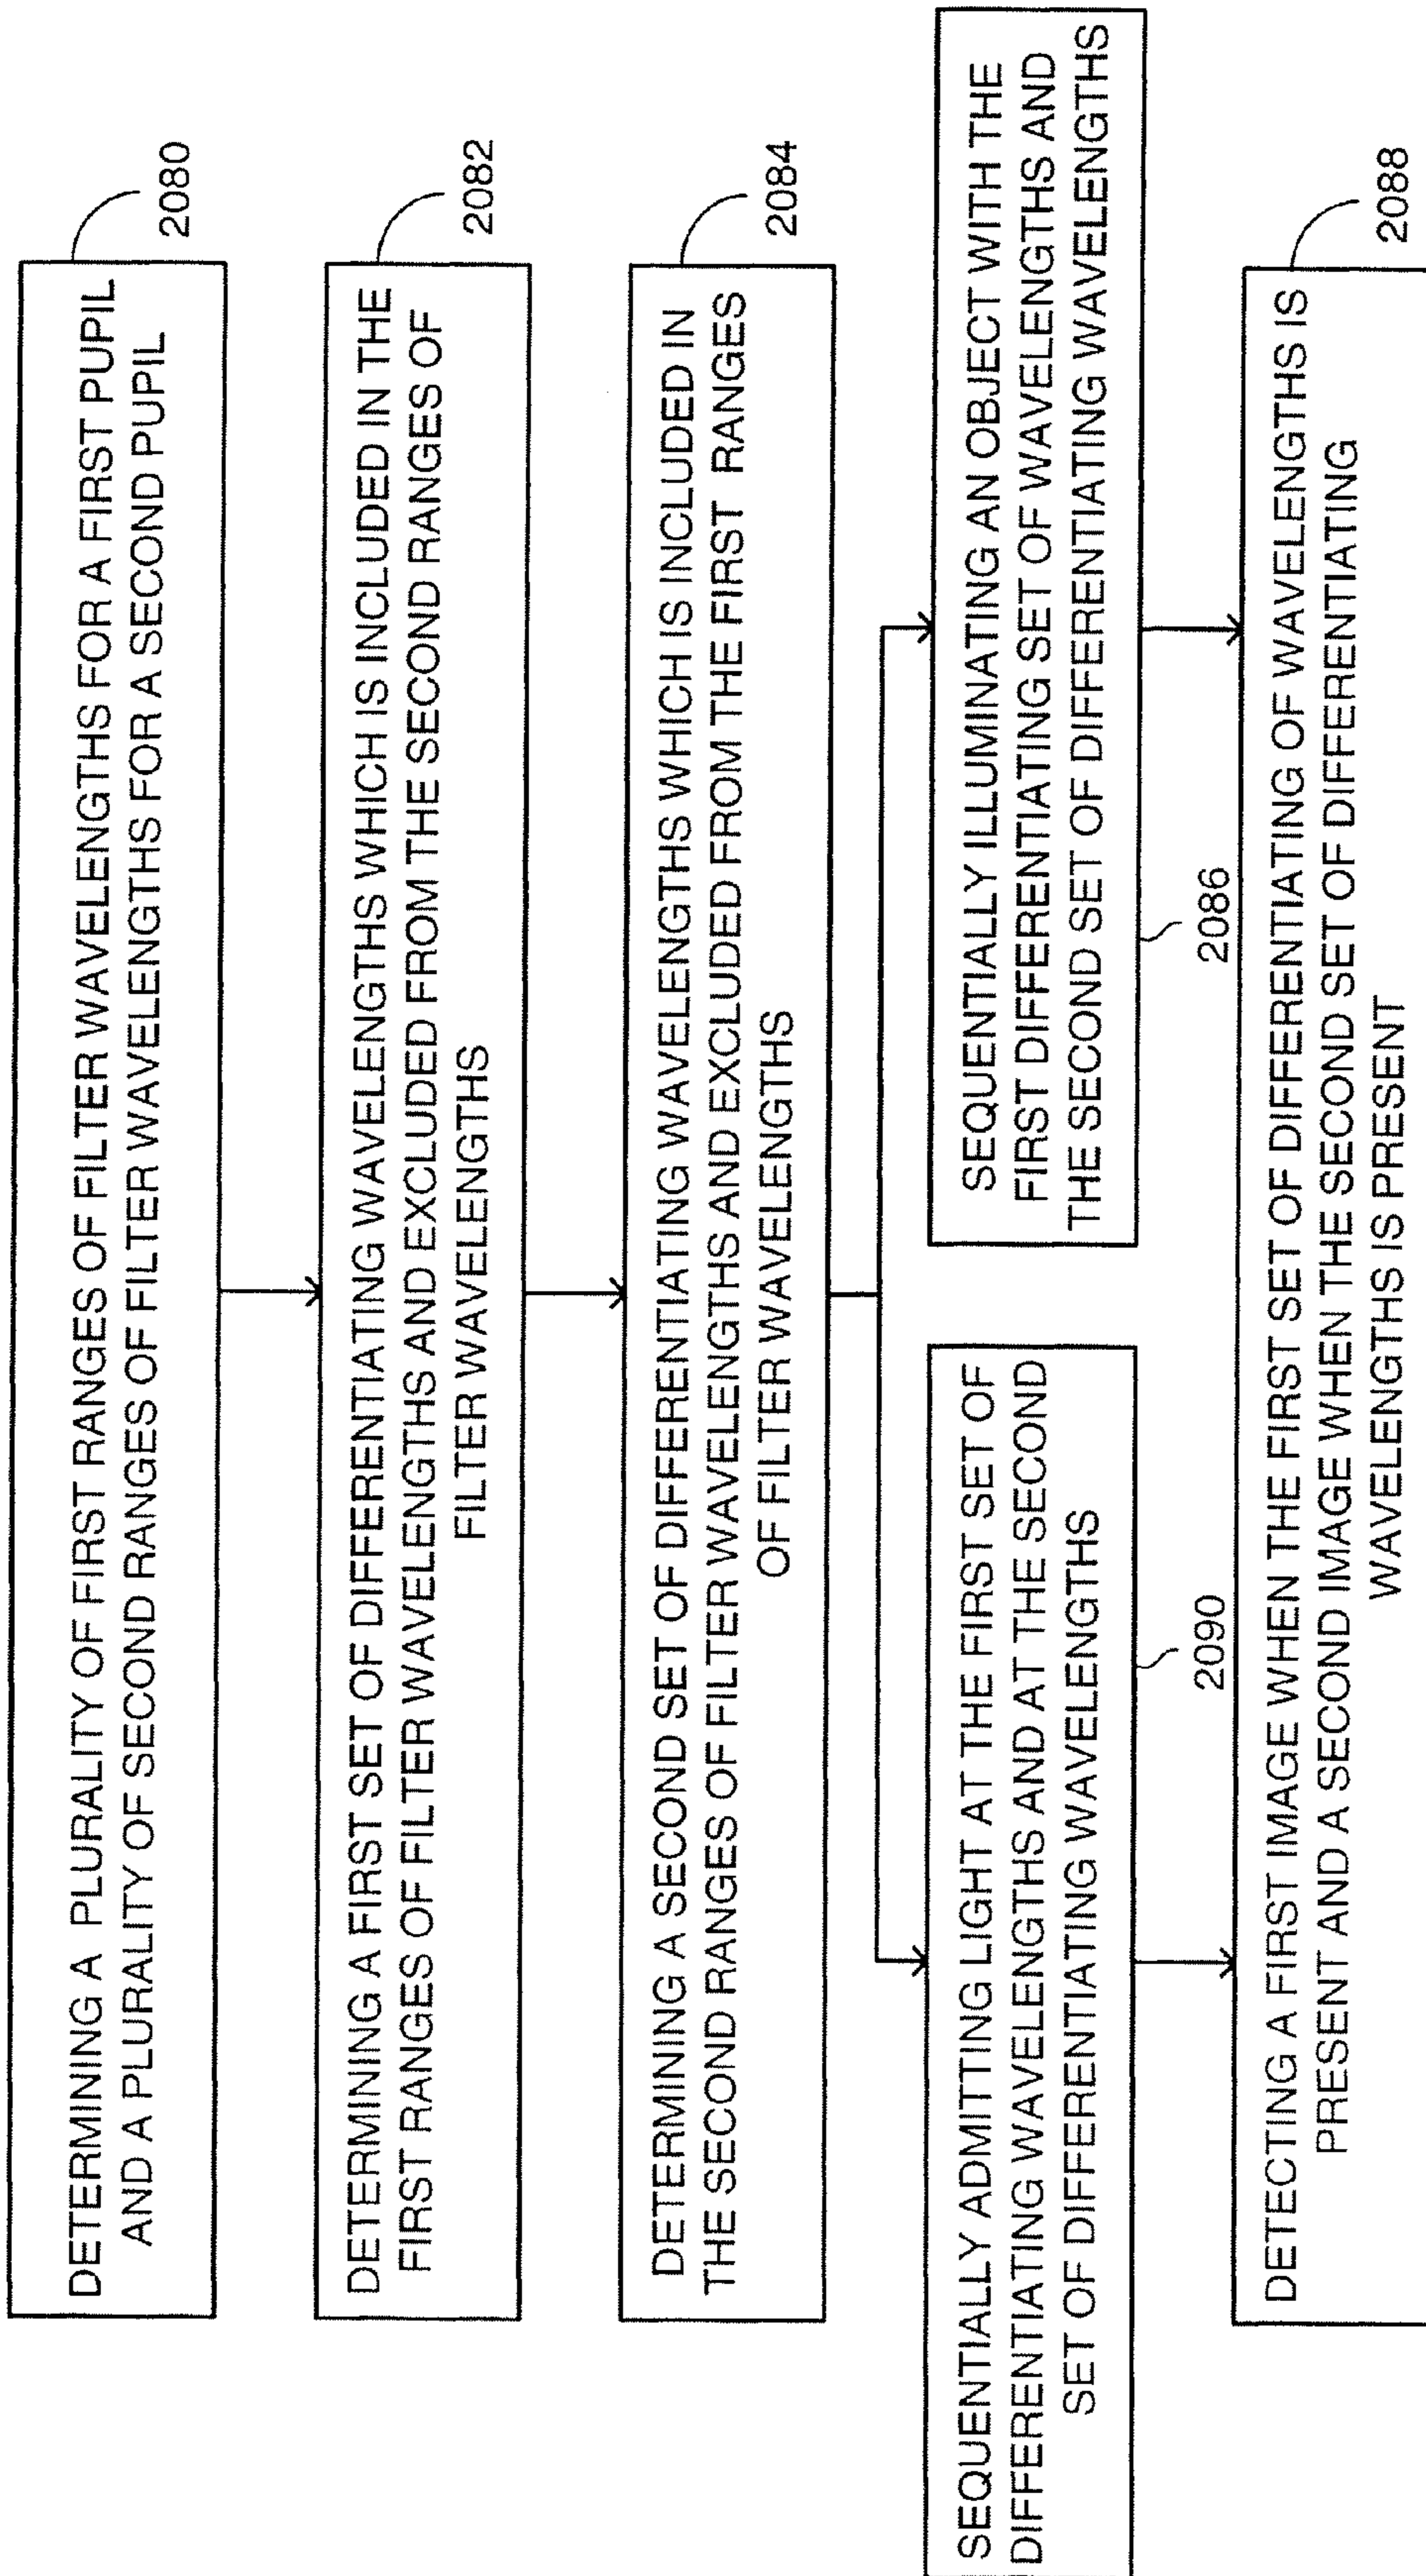 DETERMINING A PLURALITY OF FIRST RANGES OF FILTER WAVELENGTHS FOR A FIRST PUPIL
AND A PLURALITY OF SECOND RANGES OF FILTER WAVELENGTHS FOR A SECOND PUPIL
2080
DETERMINING A FIRST SET OF DIFFERENTIATING WAVELENGTHS WHICH IS INCLUDED IN THE
FIRST RANGES OF FILTER WAVELENGTHS AND EXCLUDED FROM THE SECOND RANGES OF
FILTER WAVELENGTHS
2082
DETERMINING A SECOND SET OF DIFFERENTIATING WAVELENGTHS WHICH IS INCLUDED IN
THE SECOND RANGES OF FILTER WAVELENGTHS AND EXCLUDED FROM THE FIRST RANGES
OF FILTER WAVELENGTHS
2084
SEQUENTIALLY ADMITTING LIGHT AT THE FIRST SET OF
DIFFERENTIATING WAVELENGTHS AND AT THE SECOND
SET OF DIFFERENTIATING WAVELENGTHS
2090
SEQUENTIALLY ILLUMINATING AN OBJECT WITH THE
FIRST DIFFERENTIATING SET OF WAVELENGTHS AND
THE SECOND SET OF DIFFERENTIATING WAVELENGTHS
2086
DETECTING A FIRST IMAGE WHEN THE FIRST SET OF DIFFERENTIATING OF WAVELENGTHS IS
PRESENT AND A SECOND IMAGE WHEN THE SECOND SET OF DIFFERENTIATING
WAVELENGTHS IS PRESENT
2088